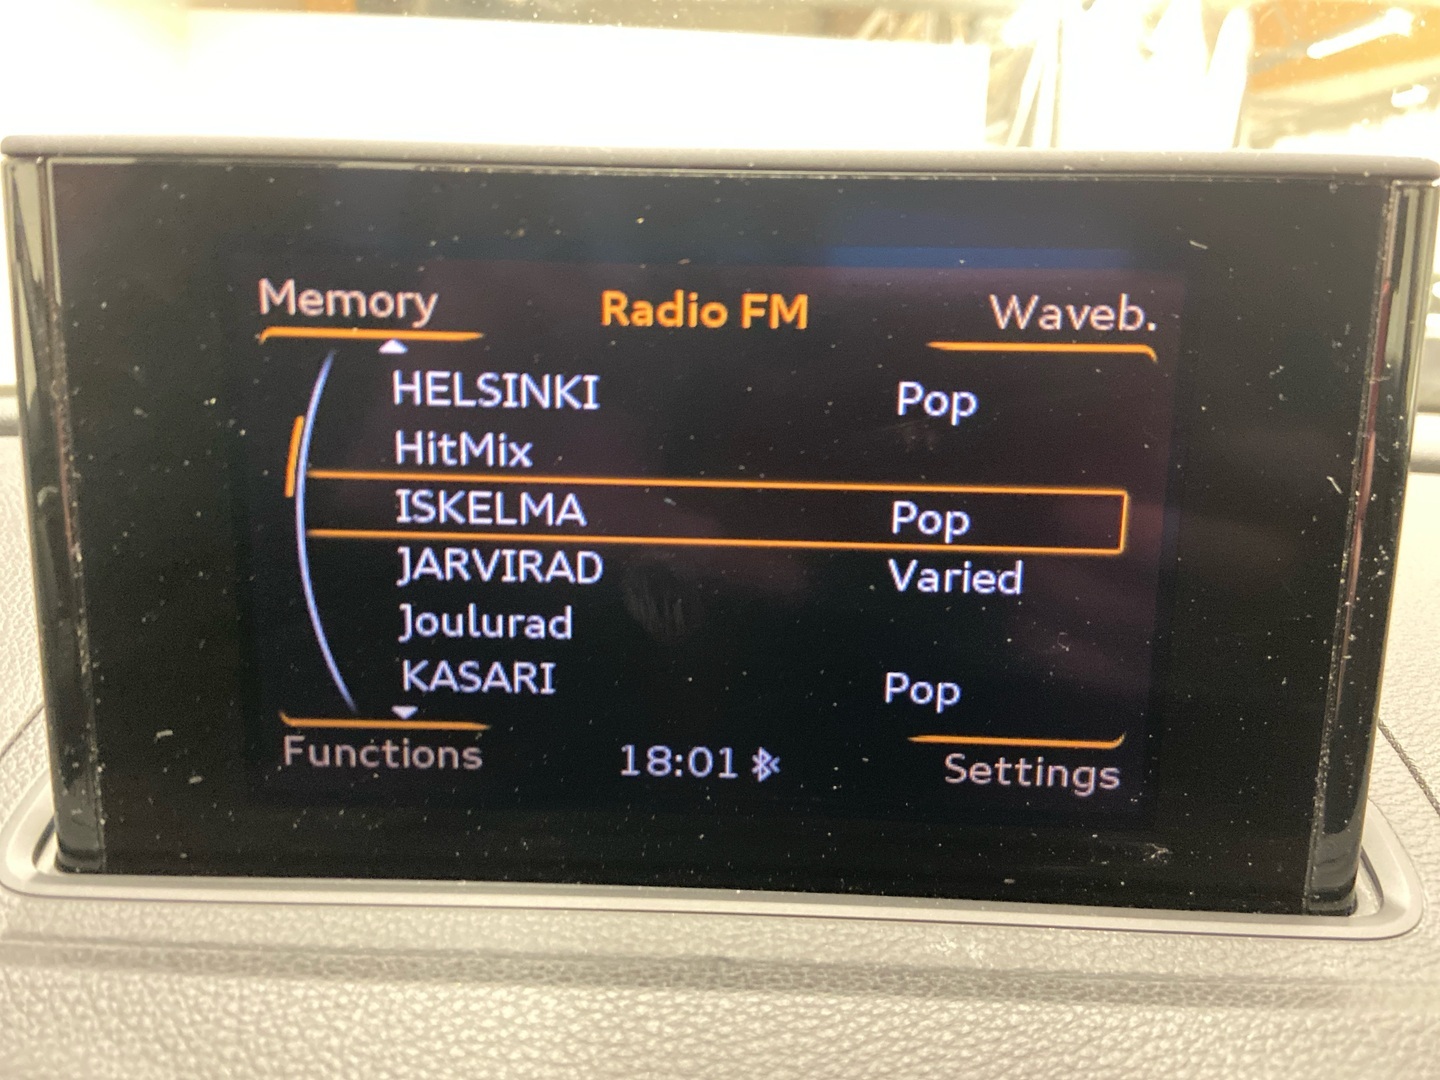 Memory Radio FM Waveb.
HELSINKI Pop
HitMix
ISKELMA Pop
JARVIRAD Varied
Joulurad
KASARI Pop
Functions 18:01 Settings